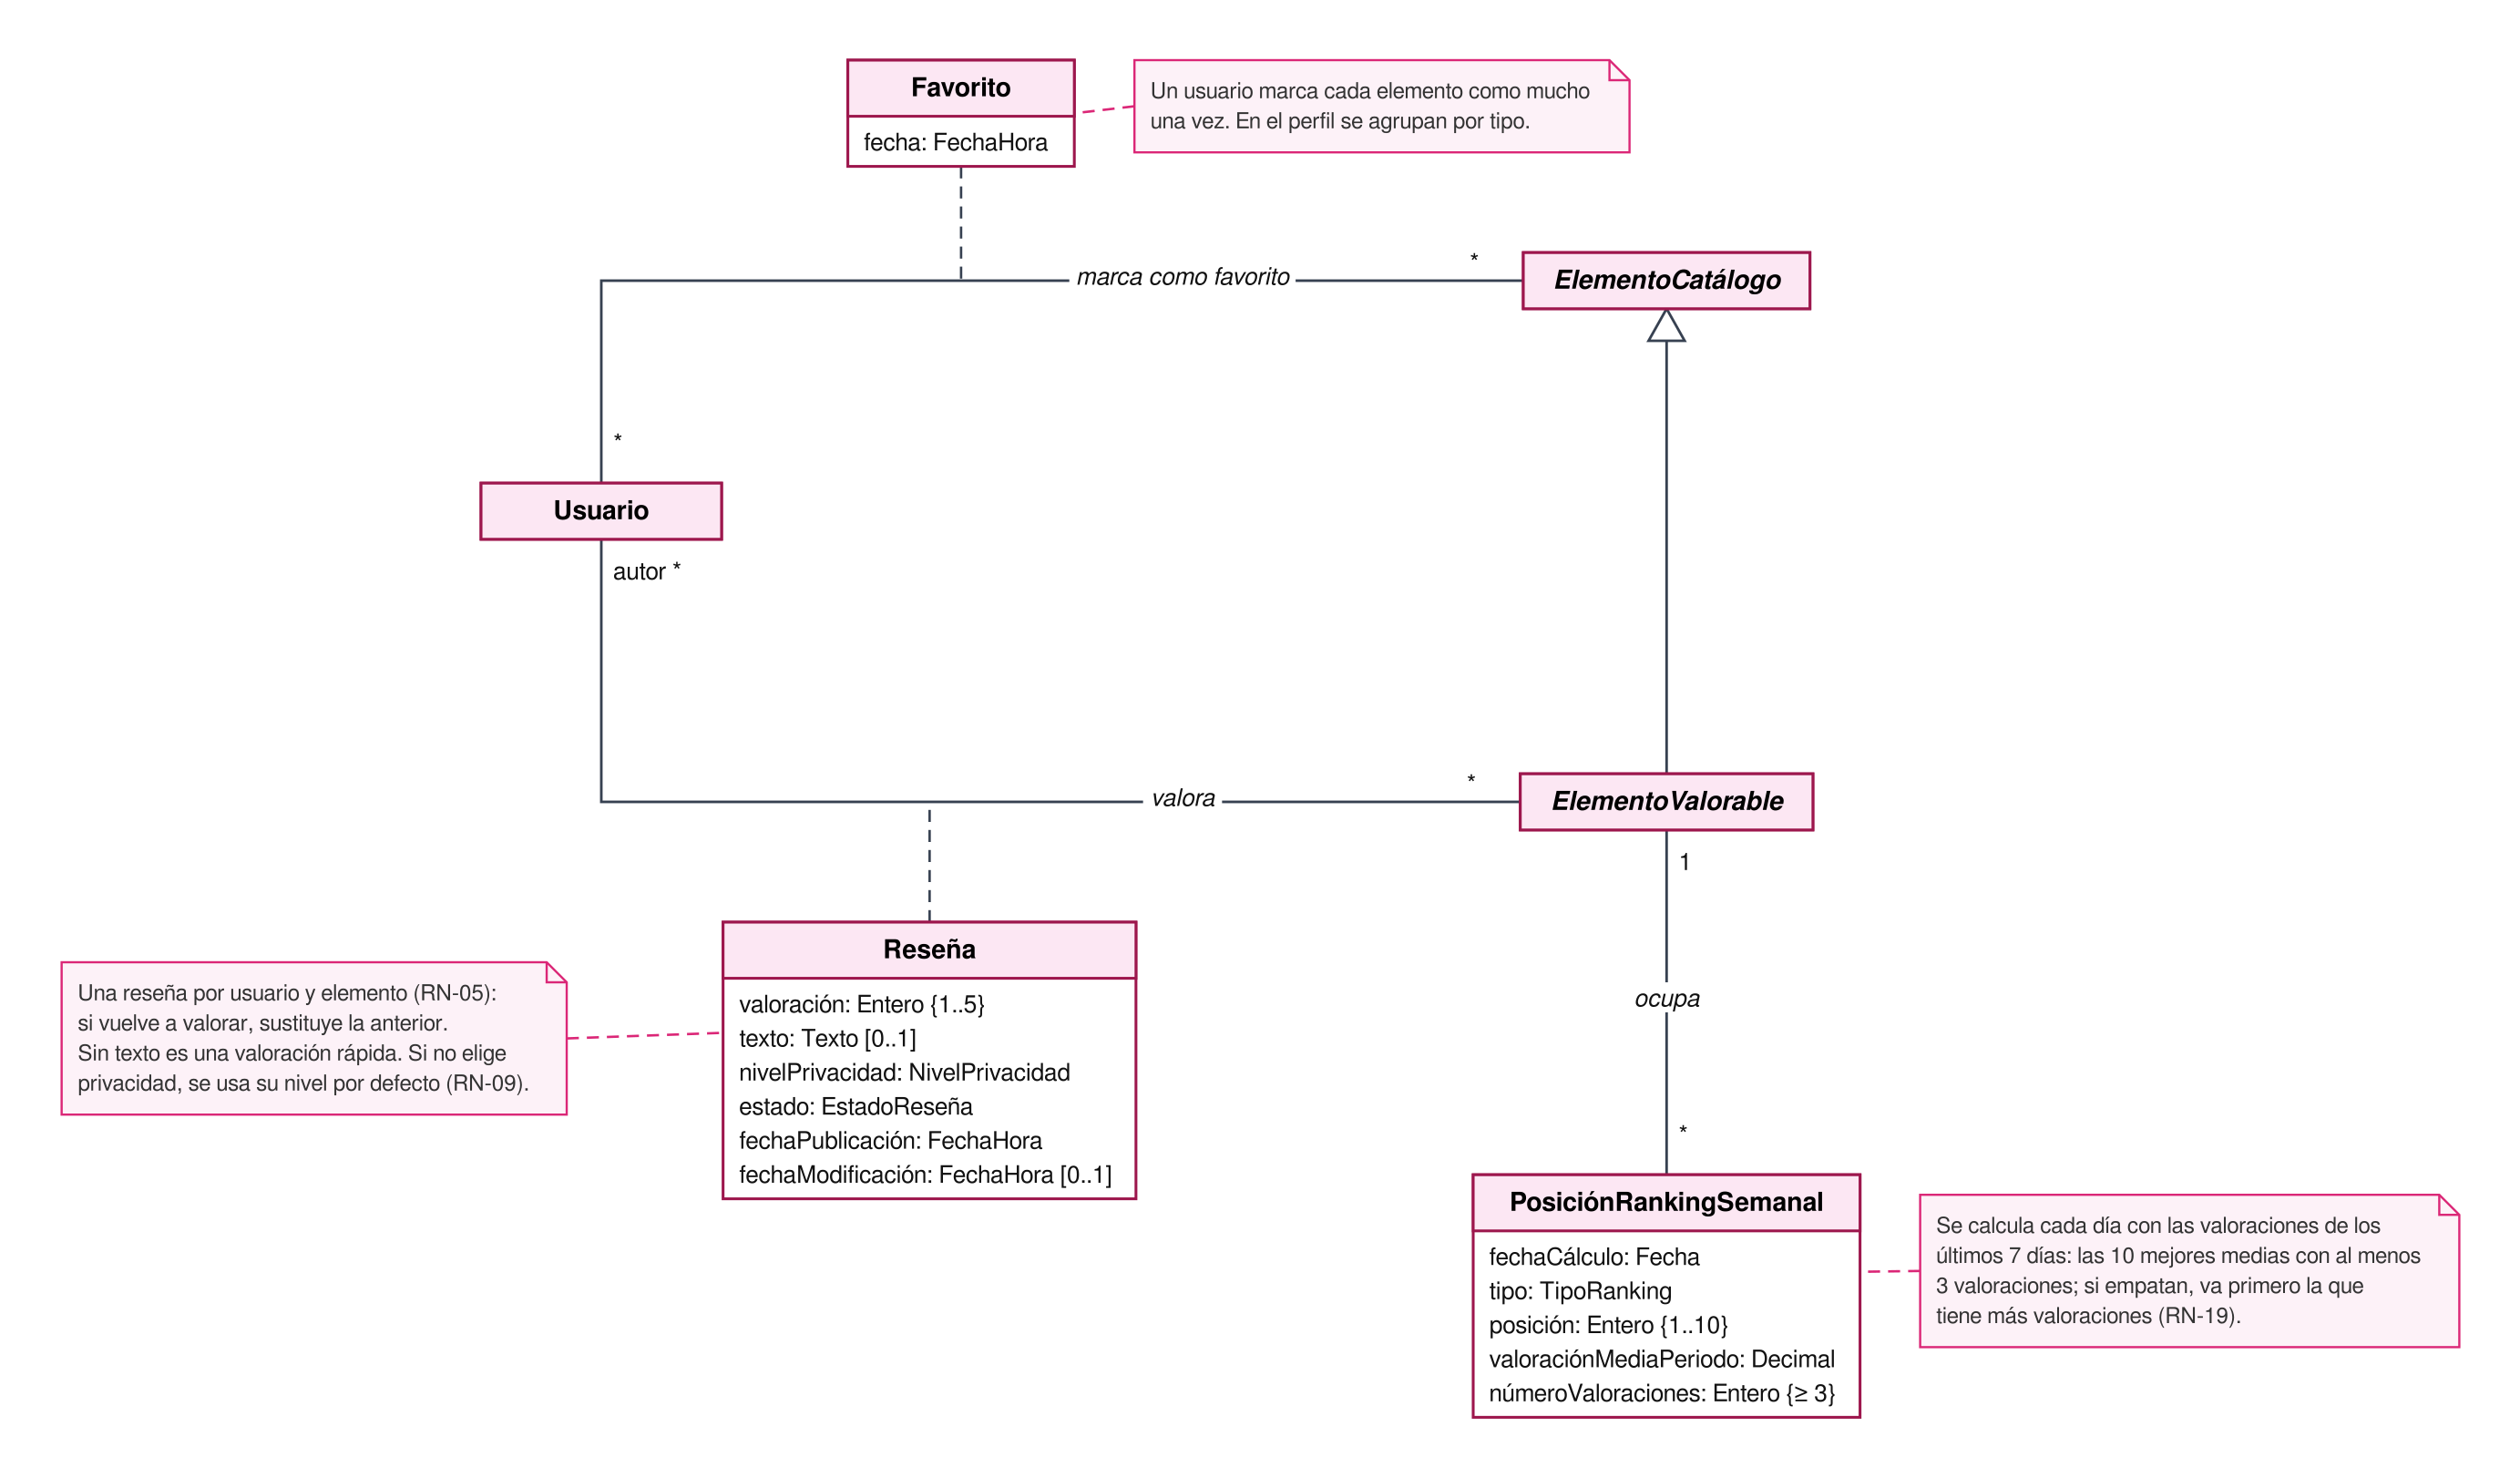 Favorito
fecha: FechaHora
Un usuario marca cada elemento como mucho
una vez. En el perfil se agrupan por tipo.
marca como favorito
*
ElementoCatálogo
*
Usuario
autor *
valora
*
ElementoValorable
1
ocupa
*
Reseña
valoración: Entero {1..5}
texto: Texto [0..1]
nivelPrivacidad: NivelPrivacidad
estado: EstadoReseña
fechaPublicación: FechaHora
fechaModificación: FechaHora [0..1]
Una reseña por usuario y elemento (RN-05):
si vuelve a valorar, sustituye la anterior.
Sin texto es una valoración rápida. Si no elige
privacidad, se usa su nivel por defecto (RN-09).
PosiciónRankingSemanal
fechaCálculo: Fecha
tipo: TipoRanking
posición: Entero {1..10}
valoraciónMediaPeriodo: Decimal
númeroValoraciones: Entero {≥ 3}
Se calcula cada día con las valoraciones de los
últimos 7 días: las 10 mejores medias con al menos
3 valoraciones; si empatan, va primero la que
tiene más valoraciones (RN-19).